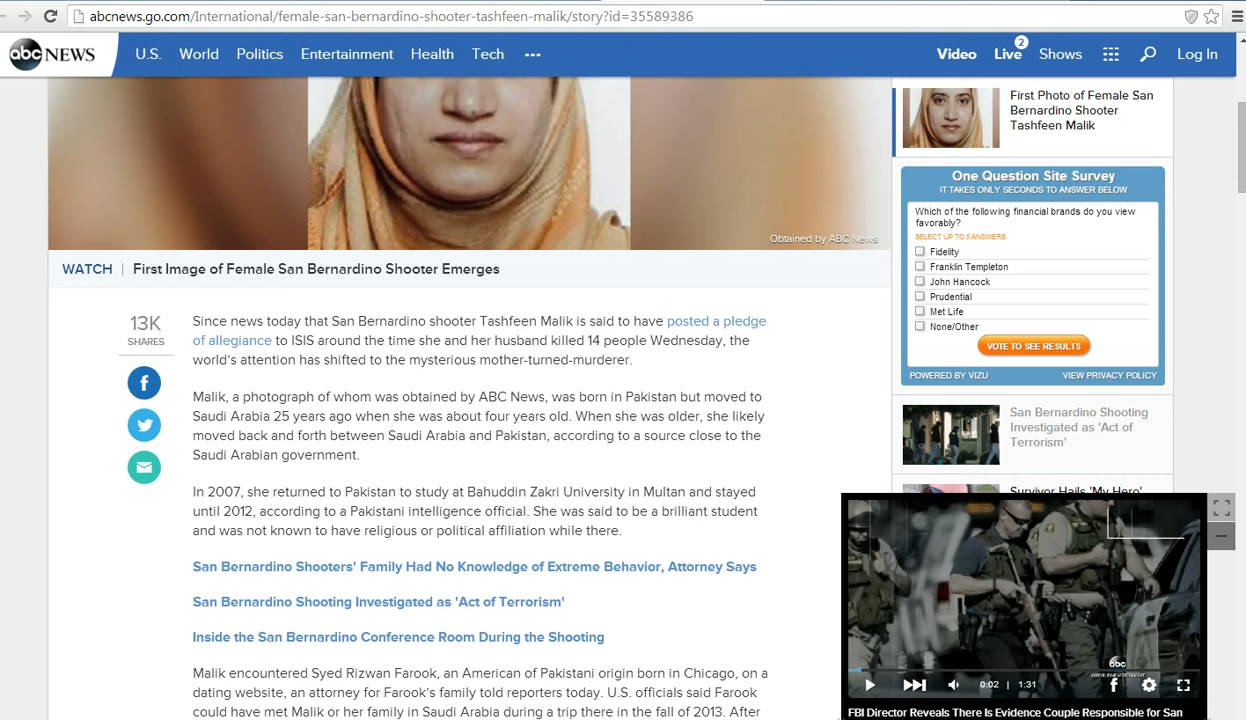 abcnews.go.com/International/female-san-bernardino-shooter-tashfeen-malik/story?id=35589386
abc NEWS
U.S. World Politics Entertainment Health Tech ••• Video Live 2 Shows Log In
Obtained by ABC News
WATCH | First Image of Female San Bernardino Shooter Emerges
13K
SHARES
Since news today that San Bernardino shooter Tashfeen Malik is said to have posted a pledge
of allegiance to ISIS around the time she and her husband killed 14 people Wednesday, the
world's attention has shifted to the mysterious mother-turned-murderer.
Malik, a photograph of whom was obtained by ABC News, was born in Pakistan but moved to
Saudi Arabia 25 years ago when she was about four years old. When she was older, she likely
moved back and forth between Saudi Arabia and Pakistan, according to a source close to the
Saudi Arabian government.
In 2007, she returned to Pakistan to study at Bahuddin Zakri University in Multan and stayed
until 2012, according to a Pakistani intelligence official. She was said to be a brilliant student
and was not known to have religious or political affiliation while there.
San Bernardino Shooters' Family Had No Knowledge of Extreme Behavior, Attorney Says
San Bernardino Shooting Investigated as 'Act of Terrorism'
Inside the San Bernardino Conference Room During the Shooting
Malik encountered Syed Rizwan Farook, an American of Pakistani origin born in Chicago, on a
dating website, an attorney for Farook's family told reporters today. U.S. officials said Farook
could have met Malik or her family in Saudi Arabia during a trip there in the fall of 2013. After
First Photo of Female San
Bernardino Shooter
Tashfeen Malik
One Question Site Survey
IT TAKES ONLY SECONDS TO ANSWER BELOW
Which of the following financial brands do you view
favorably?
SELECT UP TO 5 ANSWERS
Fidelity
Franklin Templeton
John Hancock
Prudential
Met Life
None/Other
VOTE TO SEE RESULTS
POWERED BY VIZU VIEW PRIVACY POLICY
San Bernardino Shooting
Investigated as 'Act of
Terrorism'
Survivor Hails 'My Hero'
abc
0:02 | 1:31
FBI Director Reveals There Is Evidence Couple Responsible for San